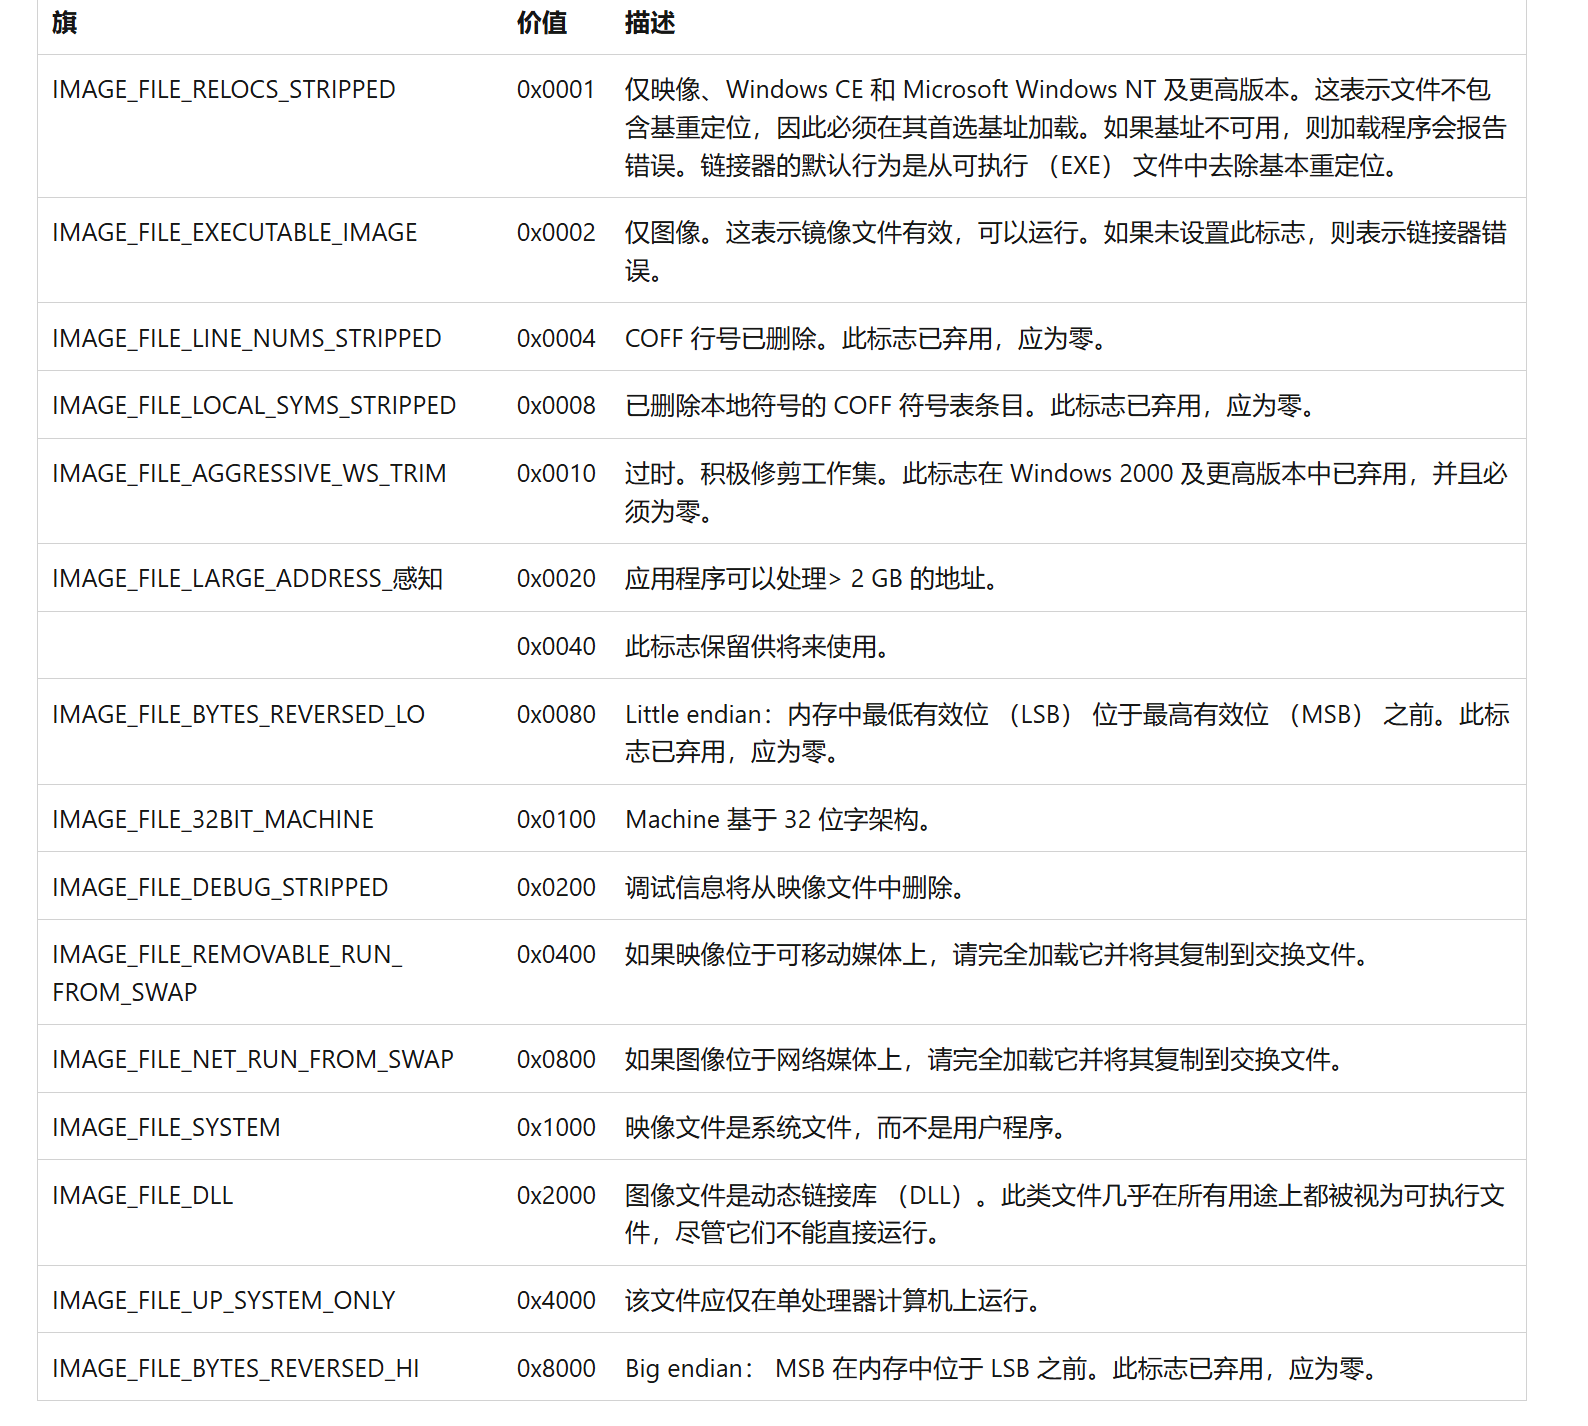 旗 价值 描述
IMAGE_FILE_RELOCS_STRIPPED 0x0001 仅映像、Windows CE 和 Microsoft Windows NT 及更高版本。这表示文件不包
含基重定位，因此必须在其首选基址加载。如果基址不可用，则加载程序会报告
错误。链接器的默认行为是从可执行 （EXE） 文件中去除基本重定位。
IMAGE_FILE_EXECUTABLE_IMAGE 0x0002 仅图像。这表示镜像文件有效，可以运行。如果未设置此标志，则表示链接器错
误。
IMAGE_FILE_LINE_NUMS_STRIPPED 0x0004 COFF 行号已删除。此标志已弃用，应为零。
IMAGE_FILE_LOCAL_SYMS_STRIPPED 0x0008 已删除本地符号的 COFF 符号表条目。此标志已弃用，应为零。
IMAGE_FILE_AGGRESSIVE_WS_TRIM 0x0010 过时。积极修剪工作集。此标志在 Windows 2000 及更高版本中已弃用，并且必
须为零。
IMAGE_FILE_LARGE_ADDRESS_感知 0x0020 应用程序可以处理> 2 GB 的地址。
0x0040 此标志保留供将来使用。
IMAGE_FILE_BYTES_REVERSED_LO 0x0080 Little endian：内存中最低有效位 （LSB） 位于最高有效位 （MSB） 之前。此标
志已弃用，应为零。
IMAGE_FILE_32BIT_MACHINE 0x0100 Machine 基于 32 位字架构。
IMAGE_FILE_DEBUG_STRIPPED 0x0200 调试信息将从映像文件中删除。
IMAGE_FILE_REMOVABLE_RUN_ 0x0400 如果映像位于可移动媒体上，请完全加载它并将其复制到交换文件。
FROM_SWAP
IMAGE_FILE_NET_RUN_FROM_SWAP 0x0800 如果图像位于网络媒体上，请完全加载它并将其复制到交换文件。
IMAGE_FILE_SYSTEM 0x1000 映像文件是系统文件，而不是用户程序。
IMAGE_FILE_DLL 0x2000 图像文件是动态链接库 （DLL）。此类文件几乎在所有用途上都被视为可执行文
件，尽管它们不能直接运行。
IMAGE_FILE_UP_SYSTEM_ONLY 0x4000 该文件应仅在单处理器计算机上运行。
IMAGE_FILE_BYTES_REVERSED_HI 0x8000 Big endian： MSB 在内存中位于 LSB 之前。此标志已弃用，应为零。